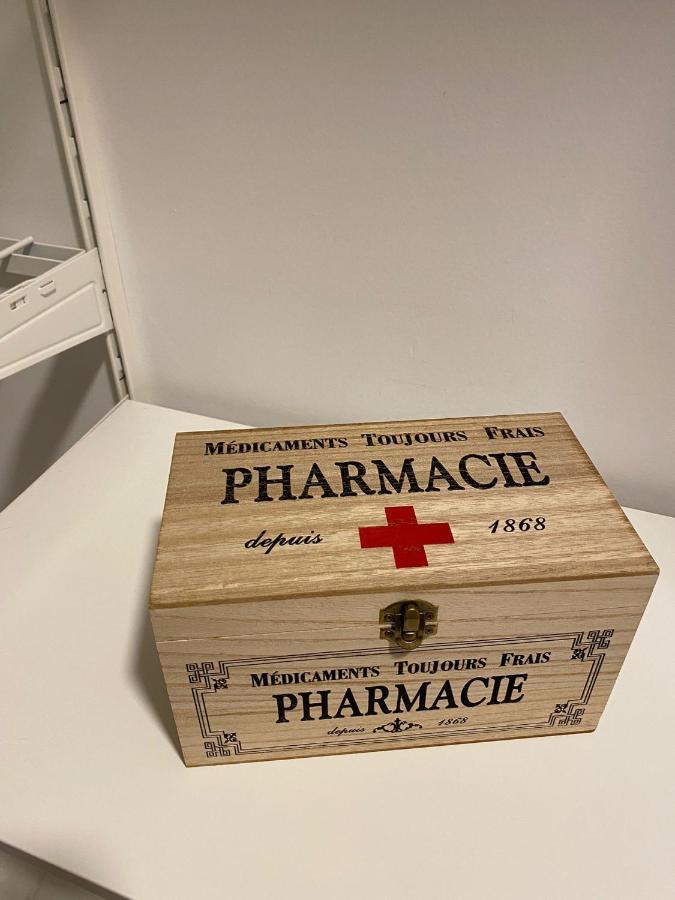 MÉDICAMENTS TOUJOURS FRAIS
PHARMACIE
depuis 1868
MÉDICAMENTS TOUJOURS FRAIS
PHARMACIE
depuis 1868